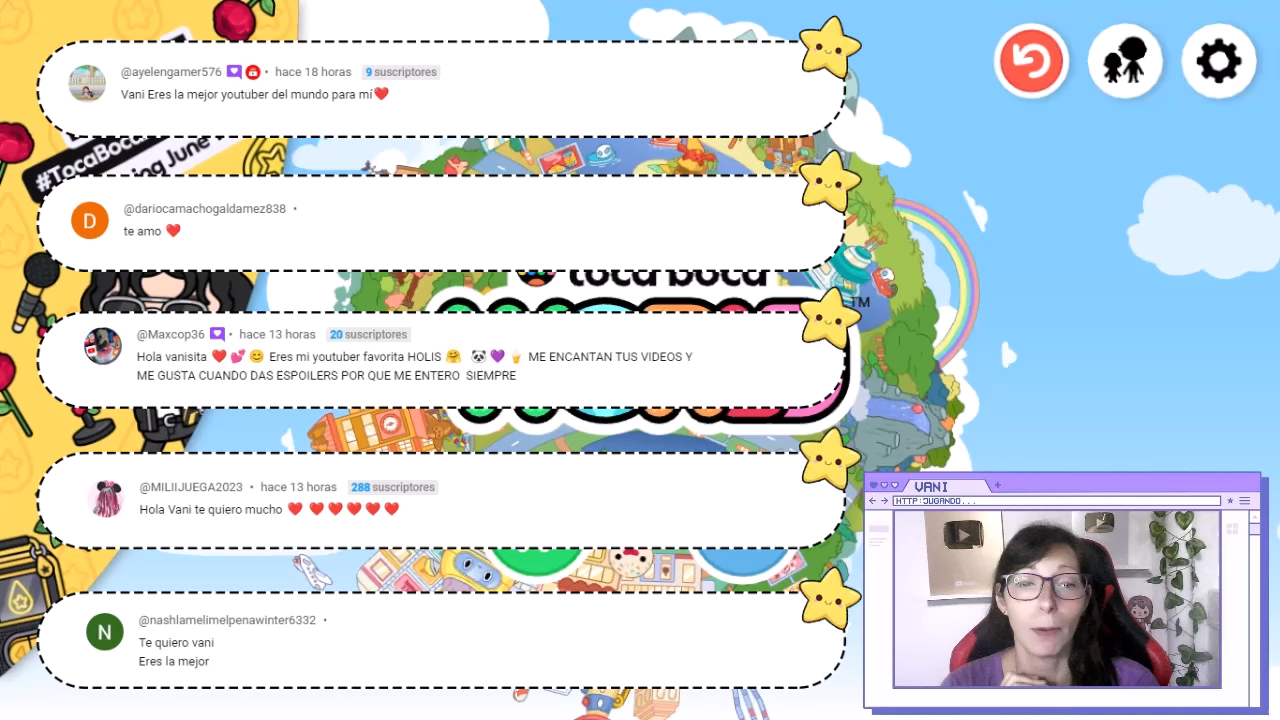 @ayelengamer576 • hace 18 horas 9 suscriptores
Vani Eres la mejor youtuber del mundo para mí❤️
#TocaBoca
ing June
@dariocamachogaldamez838 •
te amo ❤️
toca boca
TM
@Maxcop36 • hace 13 horas 20 suscriptores
Hola vanisita ❤️ 💕 😊 Eres mi youtuber favorita HOLIS 🤗 🐼 💜 🍦 ME ENCANTAN TUS VIDEOS Y
ME GUSTA CUANDO DAS ESPOILERS POR QUE ME ENTERO SIEMPRE
@MILIIJUEGA2023 • hace 13 horas 288 suscriptores
Hola Vani te quiero mucho ❤️ ❤️ ❤️ ❤️ ❤️ ❤️
VANI
HTTP:JUGANDO...
N
@nashlamelimelpenawinter6332 •
Te quiero vani
Eres la mejor
D